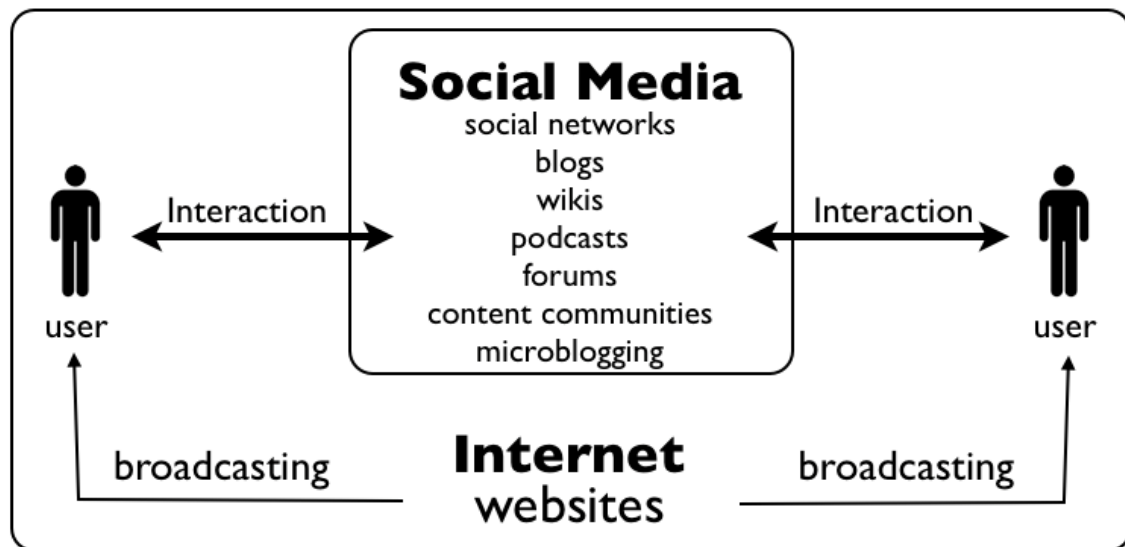 Social Media
social networks
blogs
wikis
podcasts
forums
content communities
microblogging
Interaction
Interaction
user
user
broadcasting
Internet
websites
broadcasting